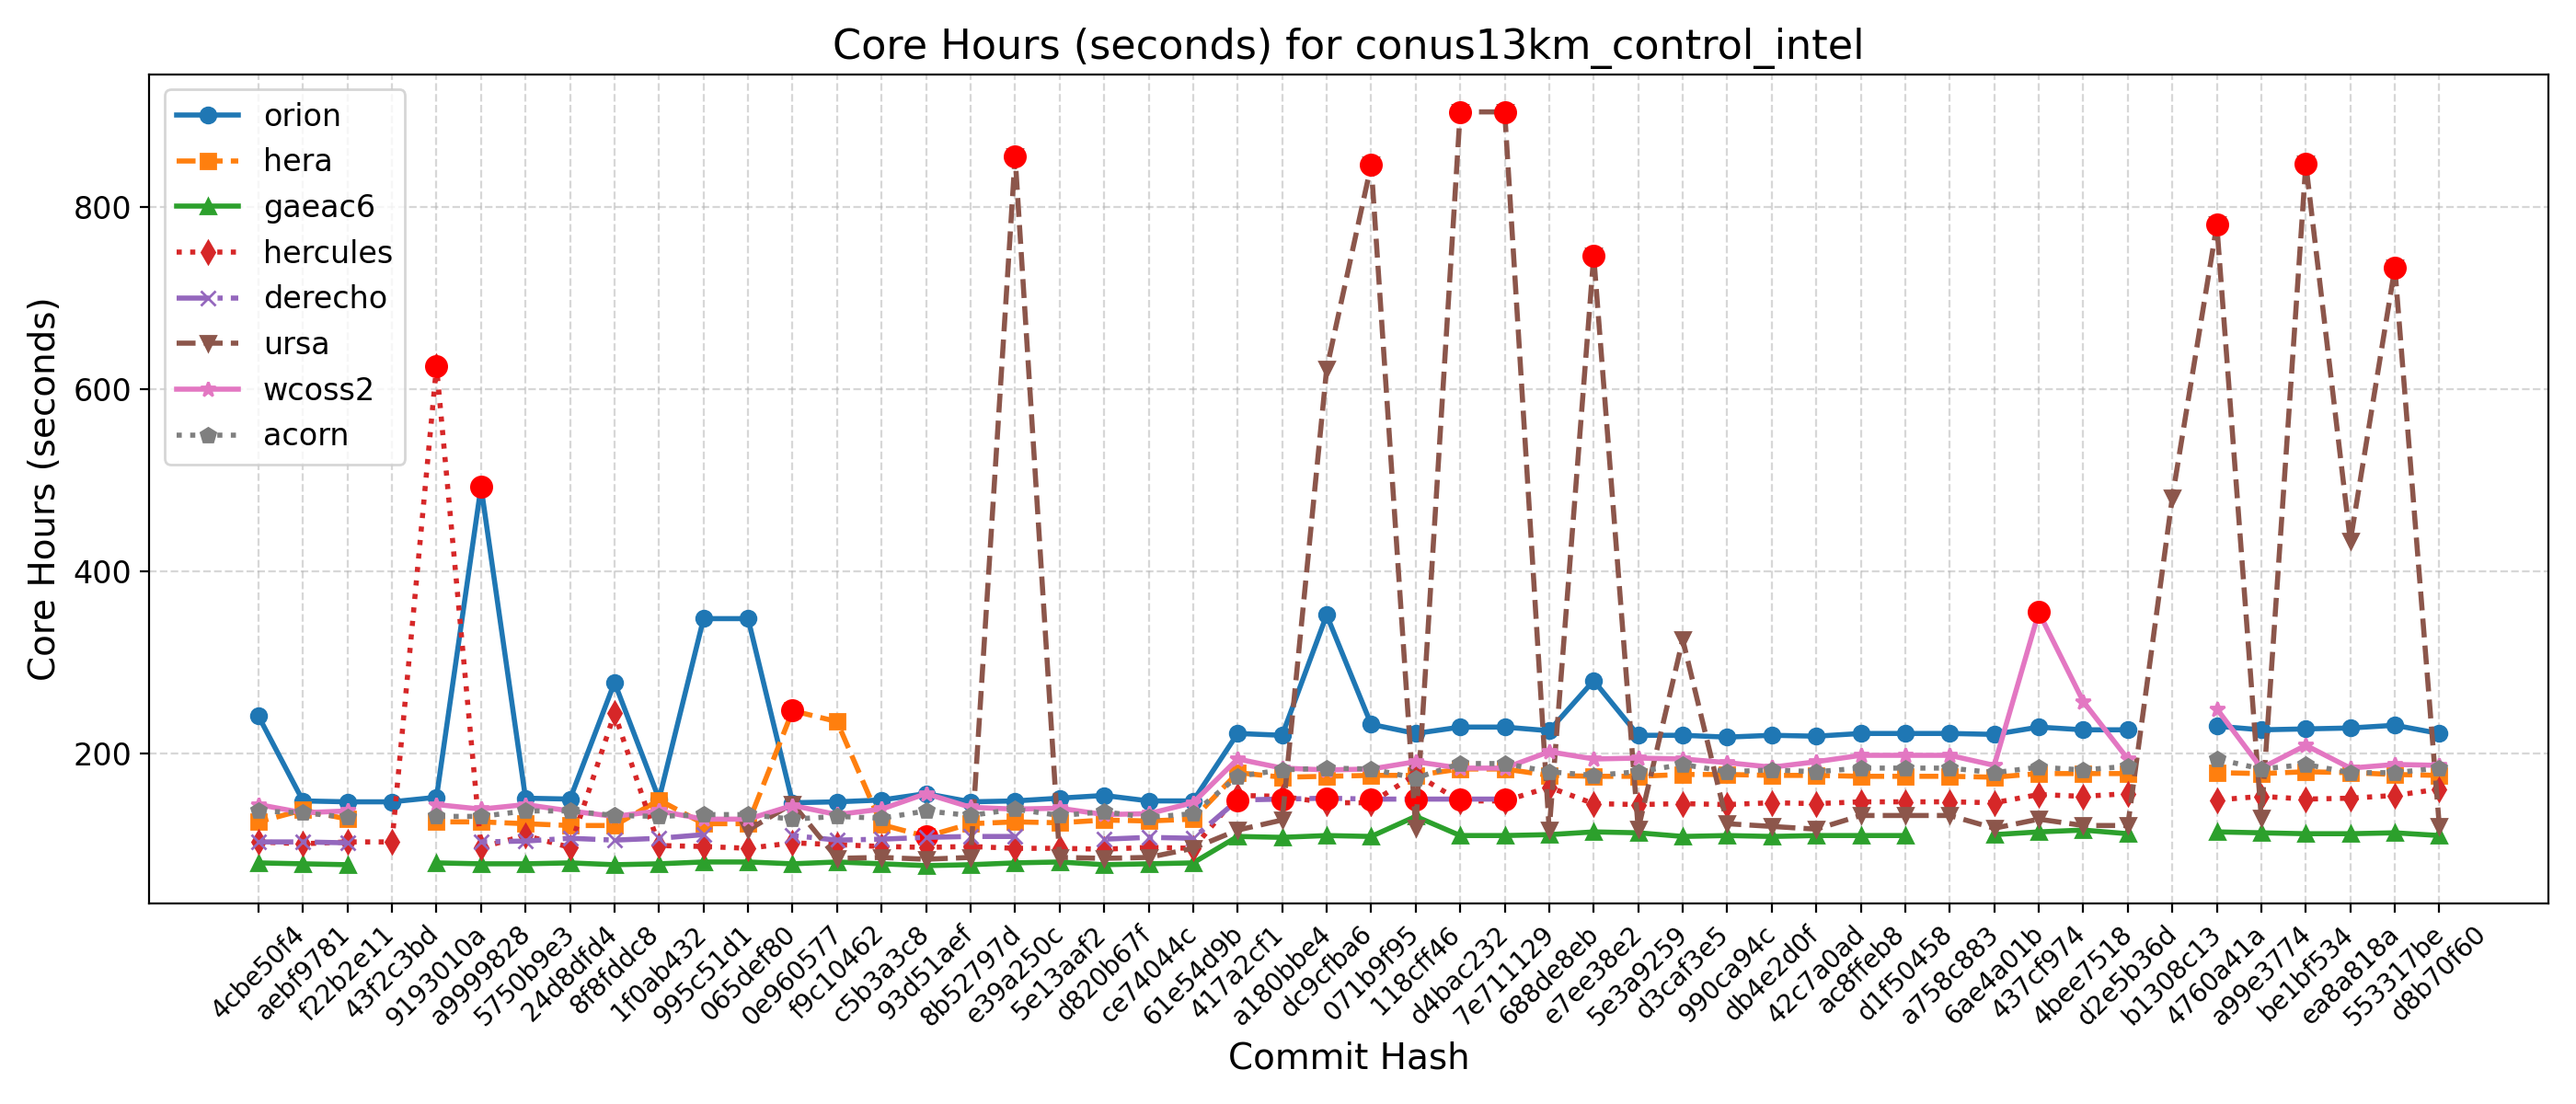 Core Hours (seconds) for conus13km_control_intel
orion
hera
gaeac6
hercules
derecho
ursa
wcoss2
acorn
Core Hours (seconds)
800
600
400
200
4cbe50f4
aebf9781
f22b2e11
43f2c3bd
9193010a
a9999828
5750b9e3
24d8dfd4
8f8fddc8
1f0ab432
995c51d1
065def80
0e960577
f9c10462
c5b3a3c8
93d51aef
8b52797d
e39a250c
5e13aaf2
d820b67f
ce74044c
61e54d9b
417a2cf1
a180bbe4
dc9cfba6
071b9f95
118cff46
d4bac232
7e711129
688de8eb
e7ee38e2
5e3a9259
d3caf3e5
990ca94c
db4e2d0f
42c7a0ad
ac8ffeb8
d1f50458
a758c883
6ae4a01b
437cf974
4bee7518
d2e5b36d
b1308c13
4760a41a
a99e3774
be1bf534
ea8a818a
553317be
d8b70f60
Commit Hash